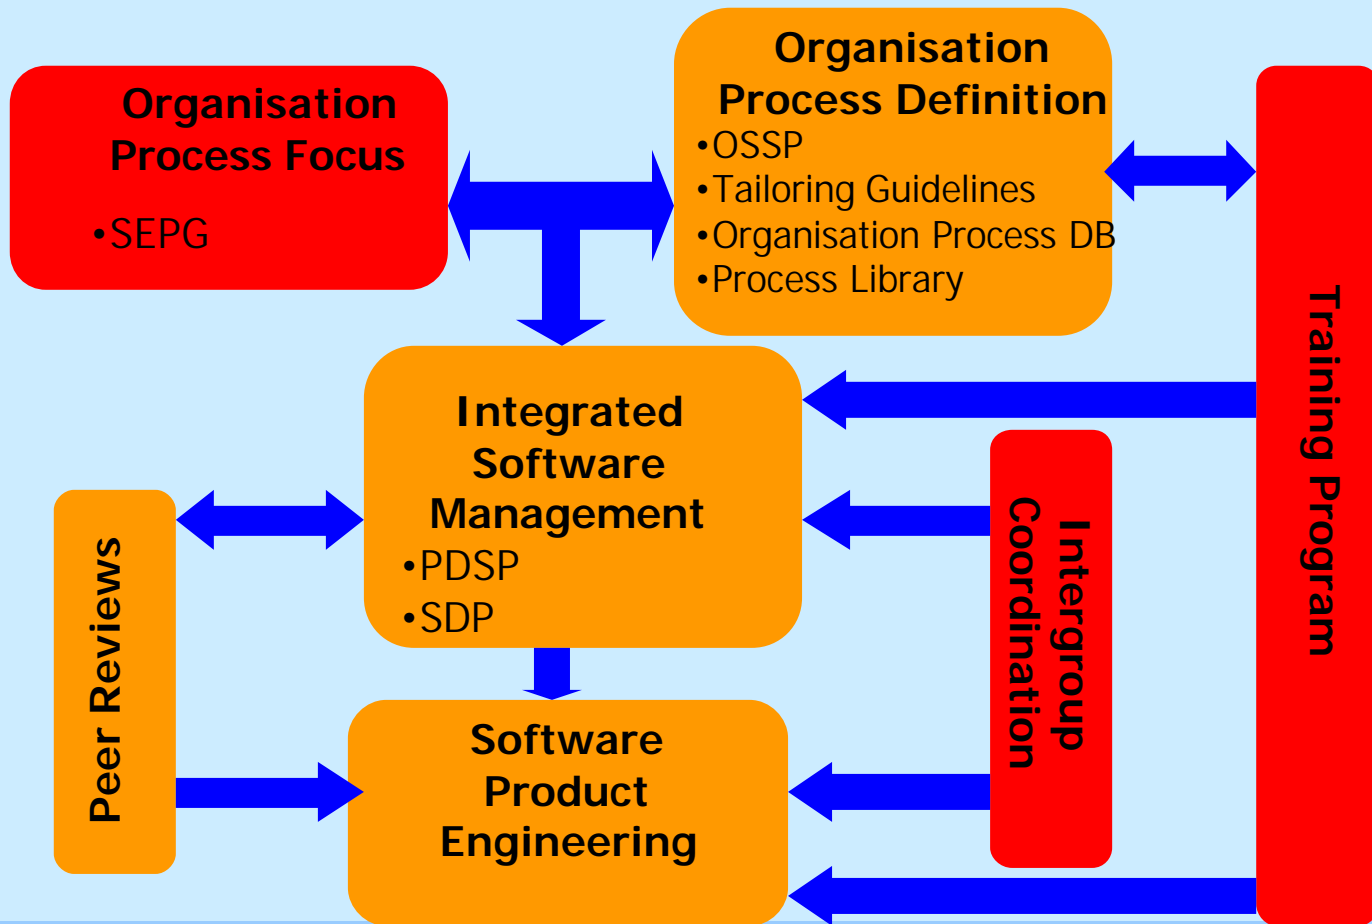 Organisation
Process Focus
•SEPG
Organisation
Process Definition
•OSSP
•Tailoring Guidelines
•Organisation Process DB
•Process Library
Integrated
Software
Management
•PDSP
•SDP
Software
Product
Engineering
Peer Reviews
Intergroup
Coordination
Training Program